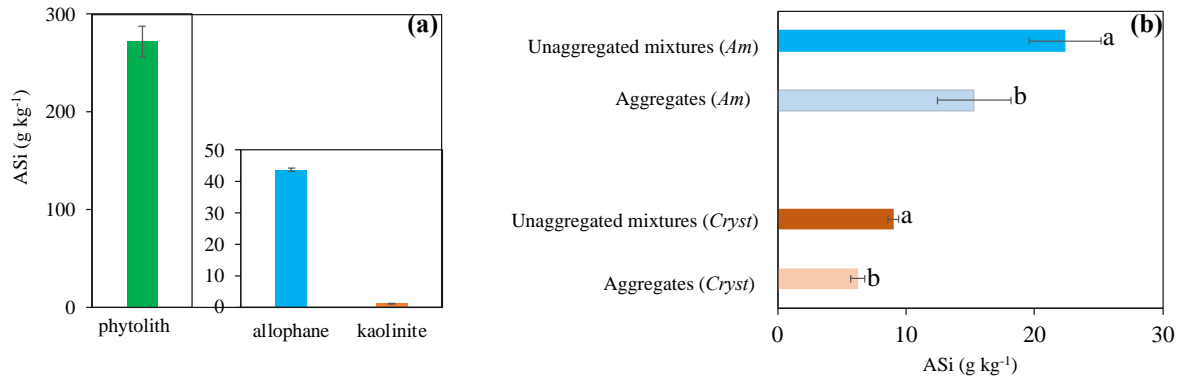 (a)
300
200
100
0
ASi (g kg⁻¹)
50
40
30
20
10
0
phytolith
allophane
kaolinite
(b)
Unaggregated mixtures (Am)
a
Aggregates (Am)
b
Unaggregated mixtures (Cryst)
a
Aggregates (Cryst)
b
0
10
20
30
ASi (g kg⁻¹)